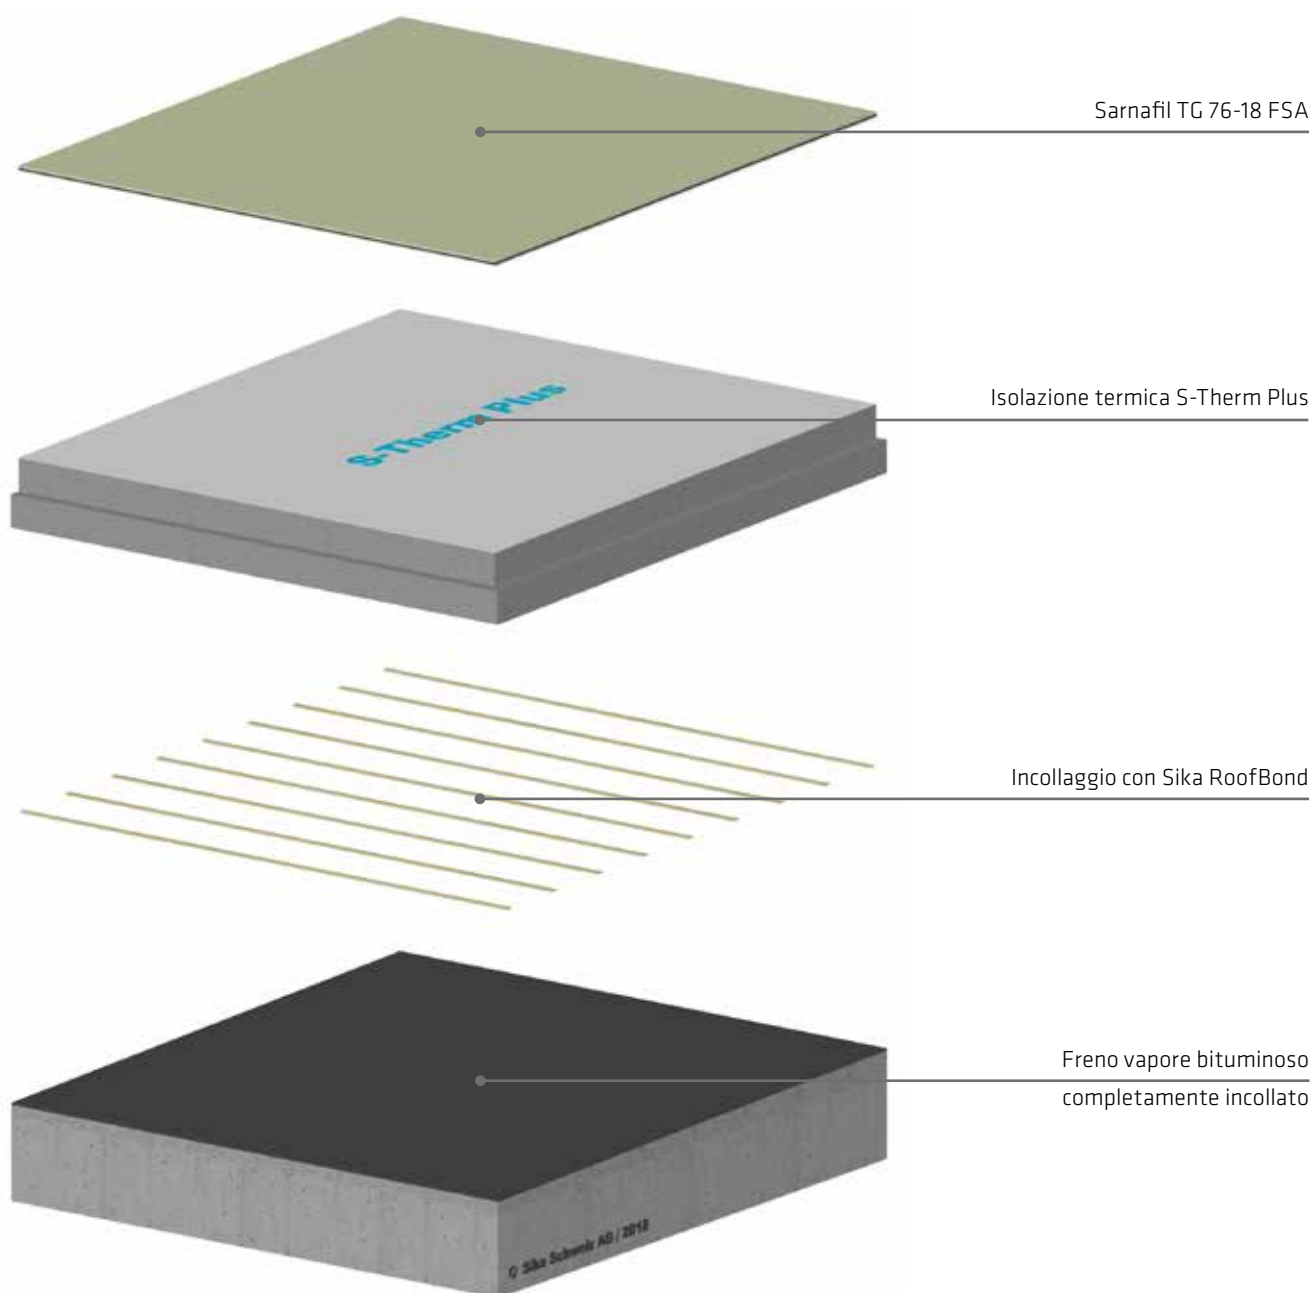 Sarnafil TG 76-18 FSA
S-Therm Plus
Isolazione termica S-Therm Plus
Incollaggio con Sika RoofBond
Freno vapore bituminoso
completamente incollato
© Sika Schweiz AG / 2018